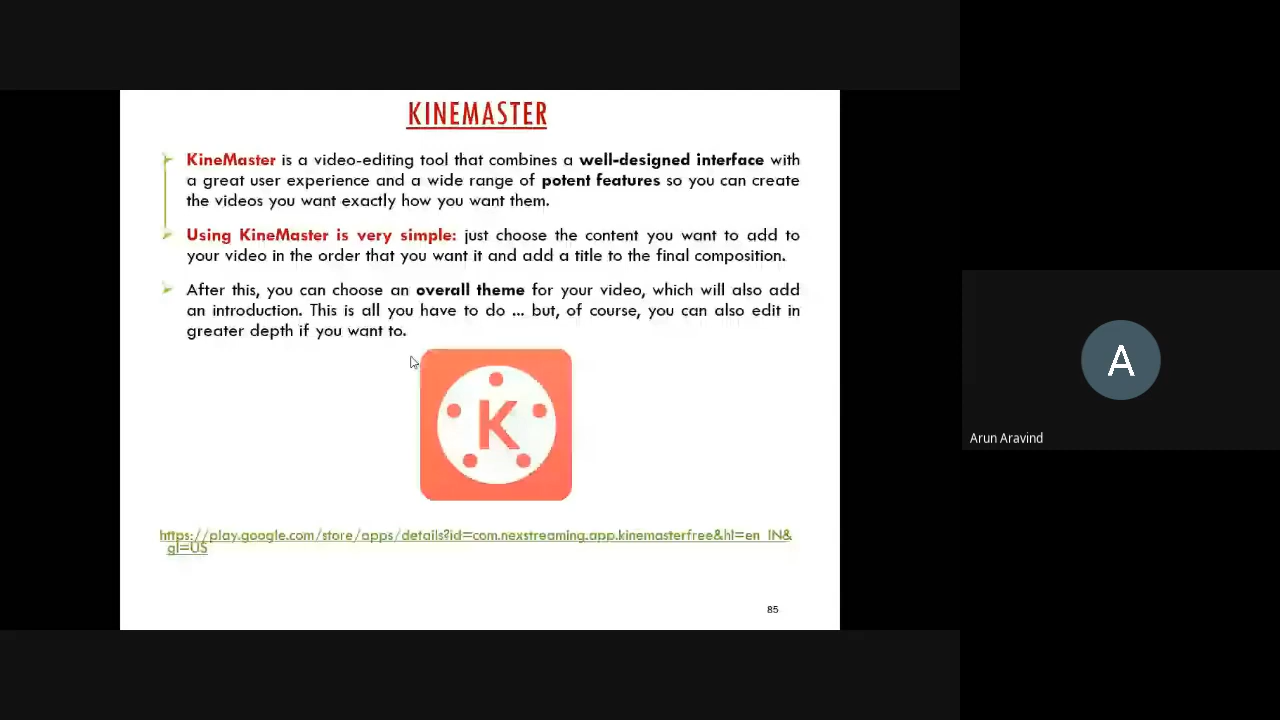 KINEMASTER
KineMaster is a video-editing tool that combines a well-designed interface with
a great user experience and a wide range of potent features so you can create
the videos you want exactly how you want them.
Using KineMaster is very simple: just choose the content you want to add to
your video in the order that you want it and add a title to the final composition.
After this, you can choose an overall theme for your video, which will also add
an introduction. This is all you have to do ... but, of course, you can also edit in
greater depth if you want to.
K
https://play.google.com/store/apps/details?id=com.nexstreaming.app.kinemasterfree&hl=en_IN&
gl=US
85
A
Arun Aravind